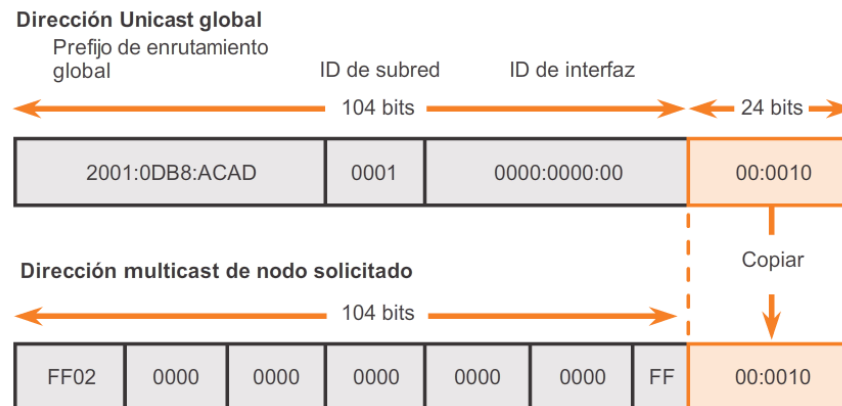 Dirección Unicast global
Prefijo de enrutamiento
global
ID de subred
ID de interfaz
104 bits
24 bits
2001:0DB8:ACAD
0001
0000:0000:00
00:0010
Copiar
Dirección multicast de nodo solicitado
104 bits
FF02
0000
0000
0000
0000
0000
FF
00:0010